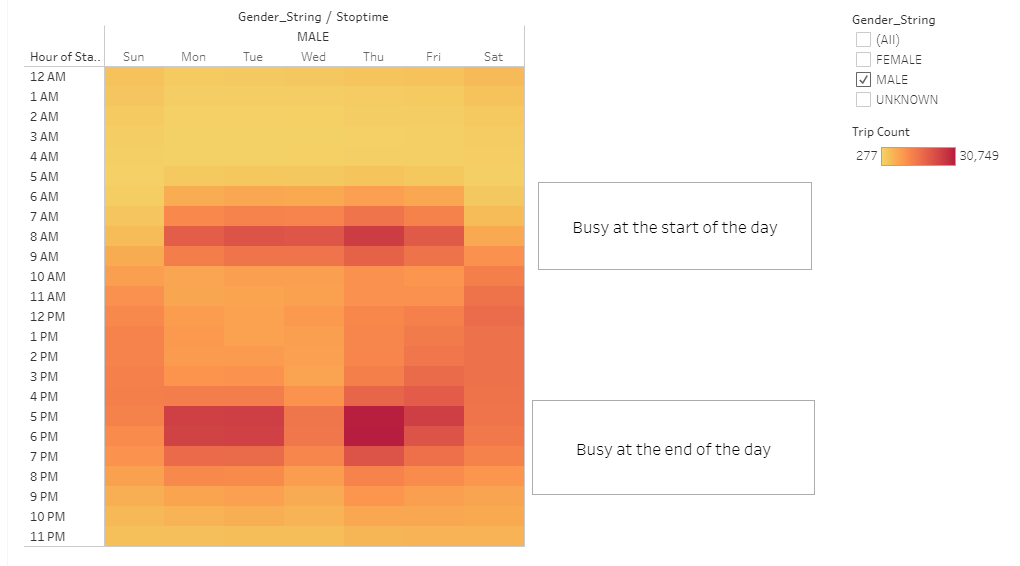 Gender_String / Stoptime
MALE
Hour of Sta.. Sun Mon Tue Wed Thu Fri Sat
12 AM
1 AM
2 AM
3 AM
4 AM
5 AM
6 AM
7 AM
8 AM
9 AM
10 AM
11 AM
12 PM
1 PM
2 PM
3 PM
4 PM
5 PM
6 PM
7 PM
8 PM
9 PM
10 PM
11 PM
Busy at the start of the day
Busy at the end of the day
Gender_String
(All)
FEMALE
MALE
UNKNOWN
Trip Count
277 30,749